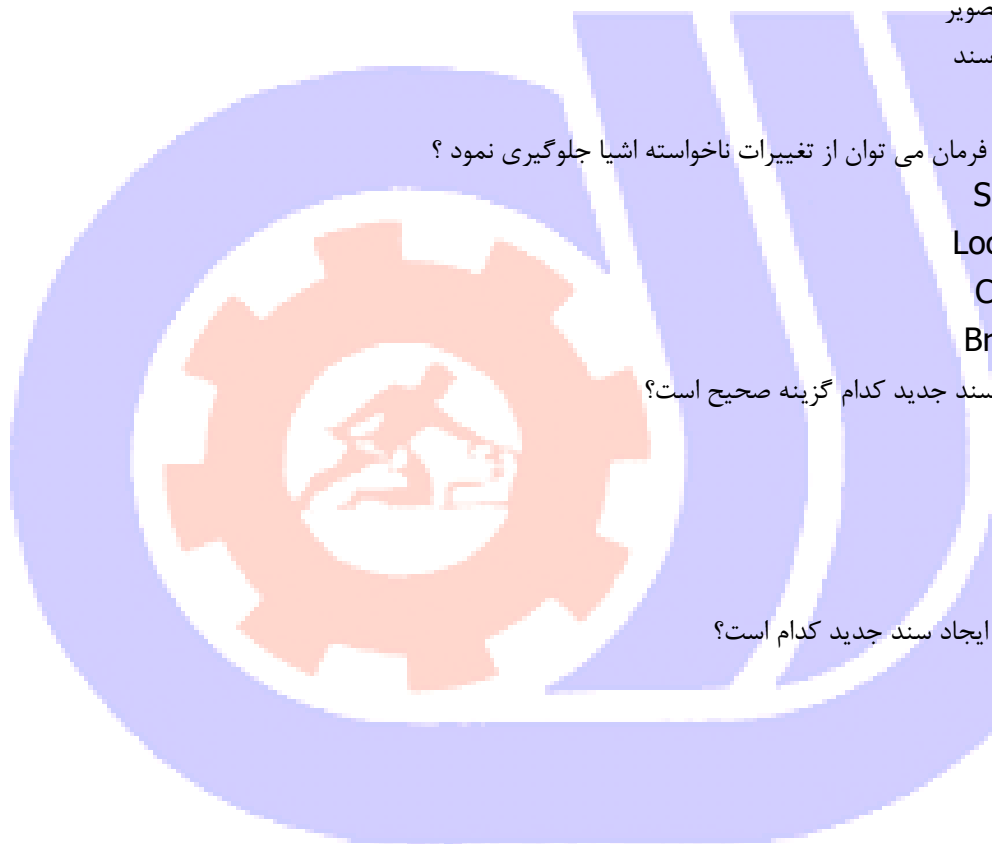 صویر
سند
فرمان می توان از تغییرات ناخواسته اشیا جلوگیری نمود ؟
S
Loc
C
Br
سند جدید کدام گزینه صحیح است؟
ایجاد سند جدید کدام است؟